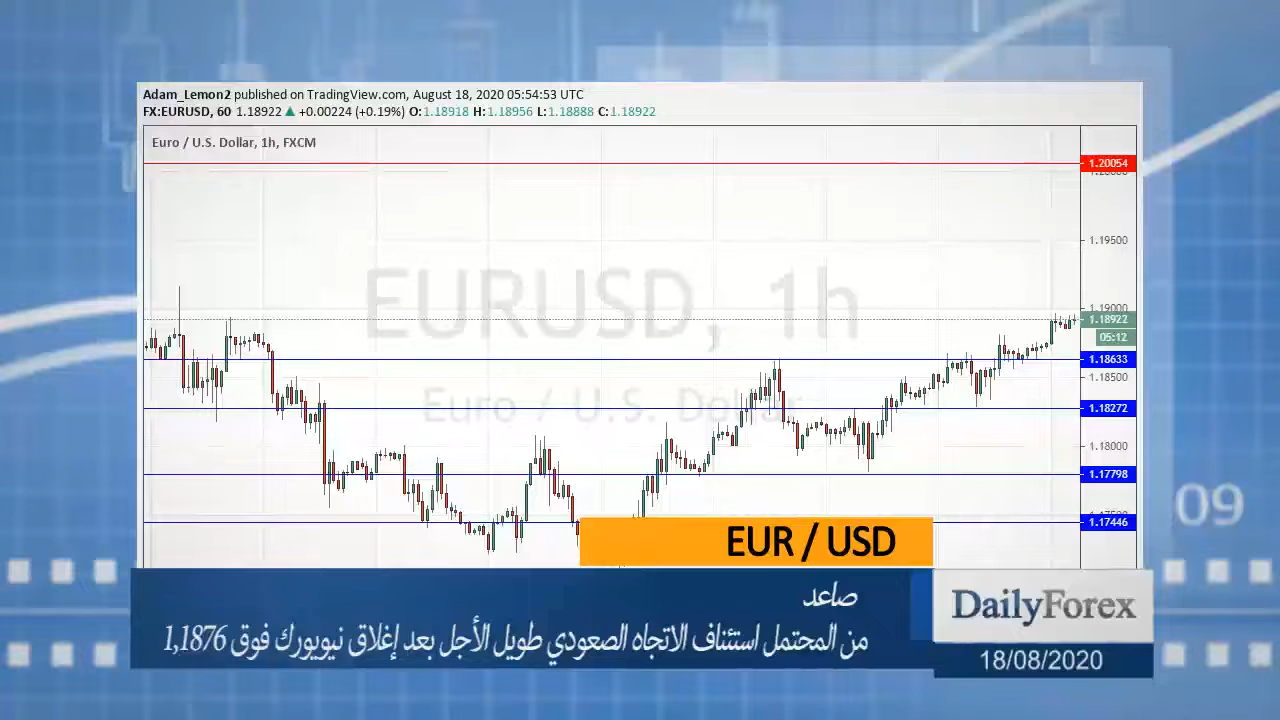 Adam_Lemon2 published on TradingView.com, August 18, 2020 05:54:53 UTC
FX:EURUSD, 60 1.18922 ▲ +0.00224 (+0.19%) O:1.18918 H:1.18956 L:1.18888 C:1.18922
Euro / U.S. Dollar, 1h, FXCM
1.20054
1.20000
1.19500
EURUSD, 1h
1.19000
1.18922
05:12
1.18633
1.18500
Euro / U.S. Dollar
1.18272
1.18000
1.17798
09
1.17500
1.17446
EUR / USD
صاعد
من المحتمل استئناف الاتجاه الصعودي طويل الأجل بعد إغلاق نيويورك فوق 1,1876
DailyForex
18/08/2020